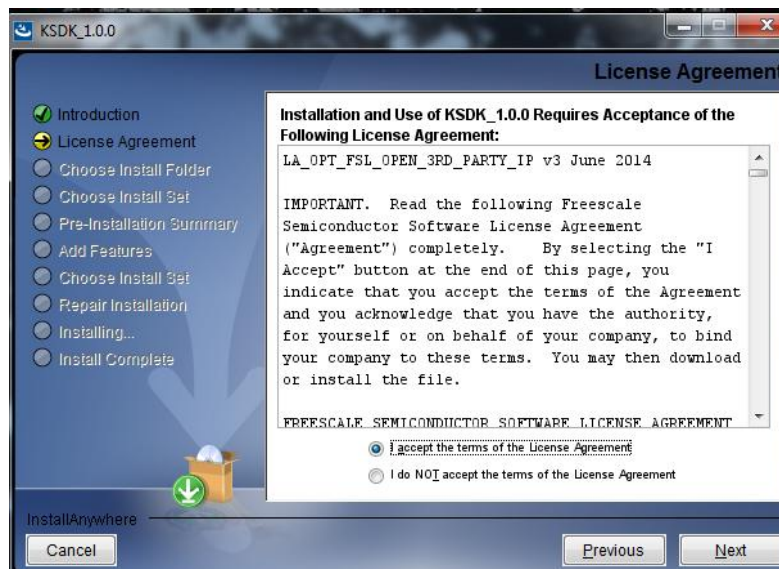 KSDK_1.0.0
License Agreement
Introduction
License Agreement
Choose Install Folder
Choose Install Set
Pre-Installation Summary
Add Features
Choose Install Set
Repair Installation
Installing...
Install Complete
Installation and Use of KSDK_1.0.0 Requires Acceptance of the
Following License Agreement:
LA_OPT_FSL_OPEN_3RD_PARTY_IP v3 June 2014
IMPORTANT. Read the following Freescale
Semiconductor Software License Agreement
("Agreement") completely. By selecting the "I
Accept" button at the end of this page, you
indicate that you accept the terms of the Agreement
and you acknowledge that you have the authority,
for yourself or on behalf of your company, to bind
your company to these terms. You may then download
or install the file.
FREESCALE SEMICONDUCTOR SOFTWARE LICENSE AGREEMENT
I accept the terms of the License Agreement
I do NOT accept the terms of the License Agreement
InstallAnywhere
Cancel
Previous
Next